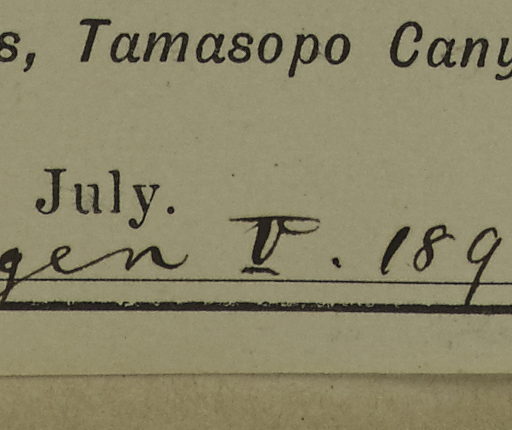 s, Tamasopo Cany
July.
gen V. 189